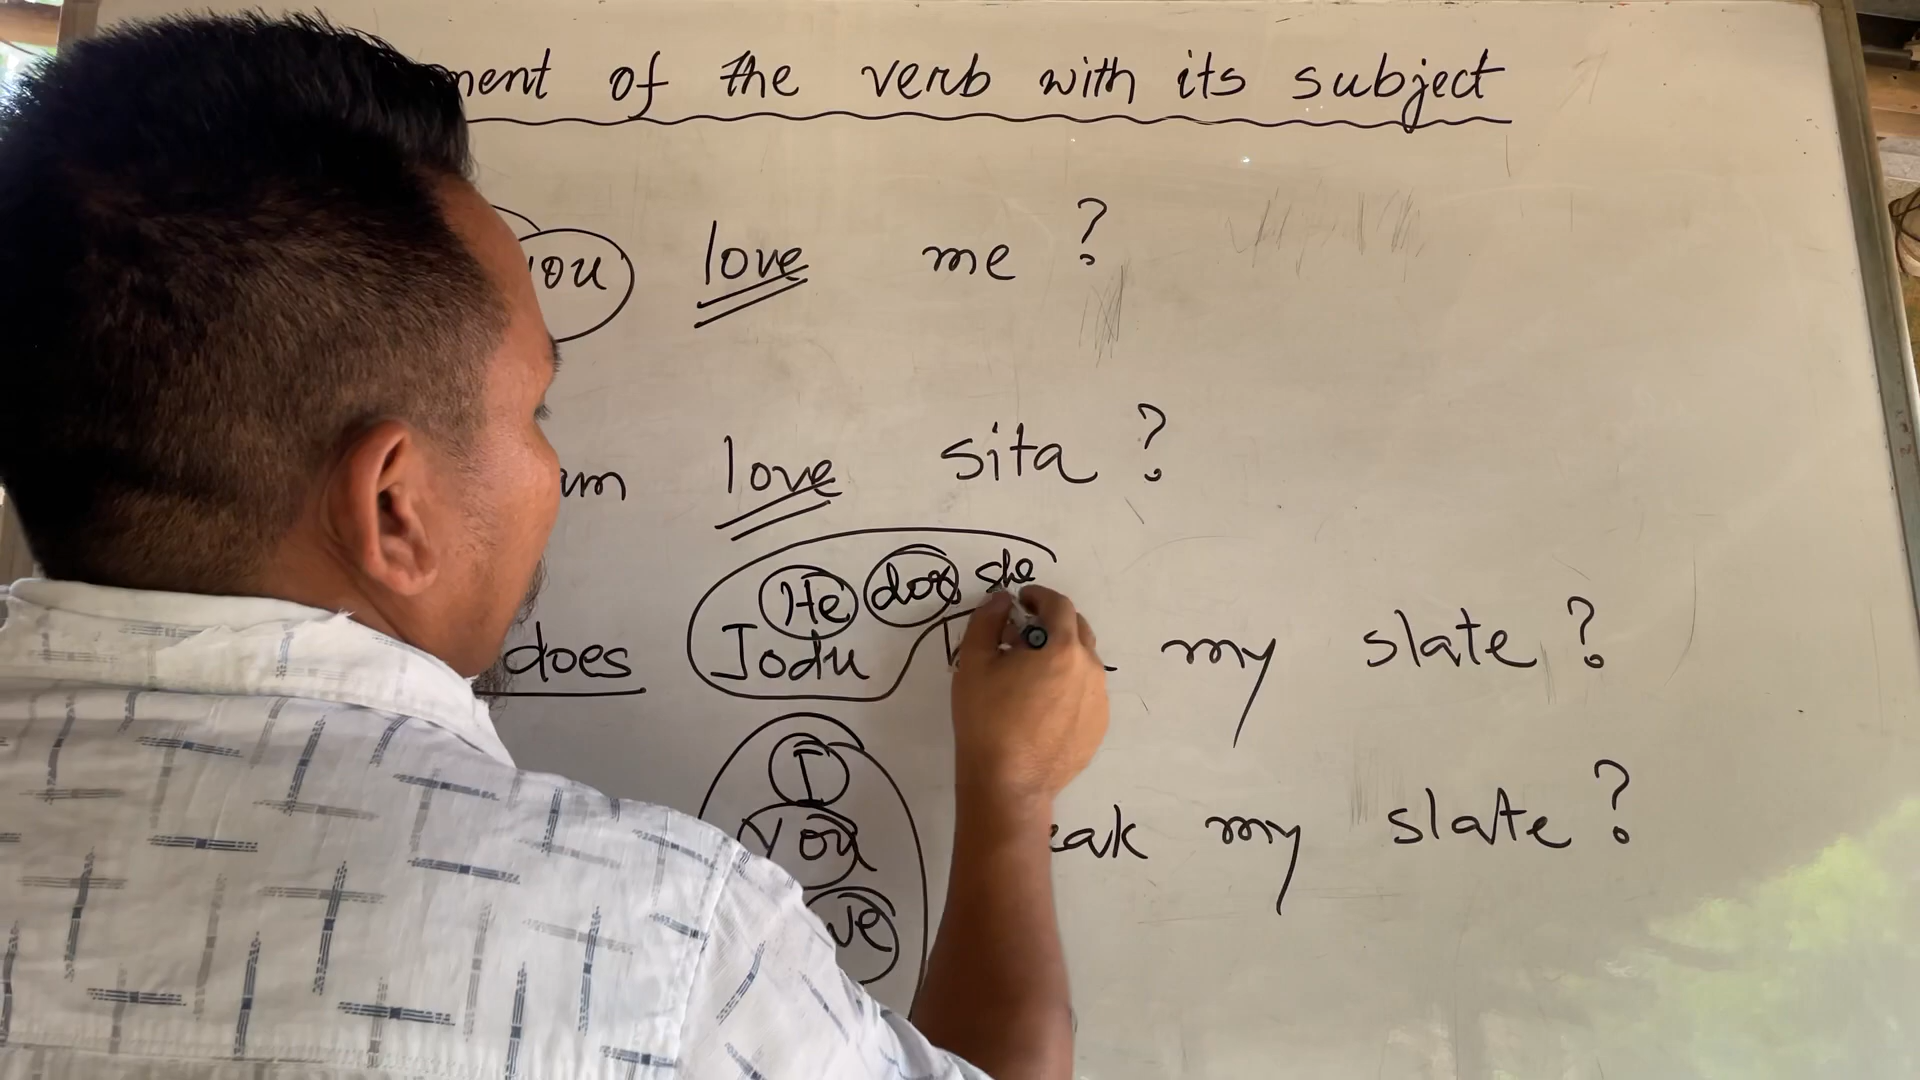 ment of the verb with its subject
you love me ?
love sita ?
He dog she
does Jodu my slate ?
I
you
eak my slate ?
we